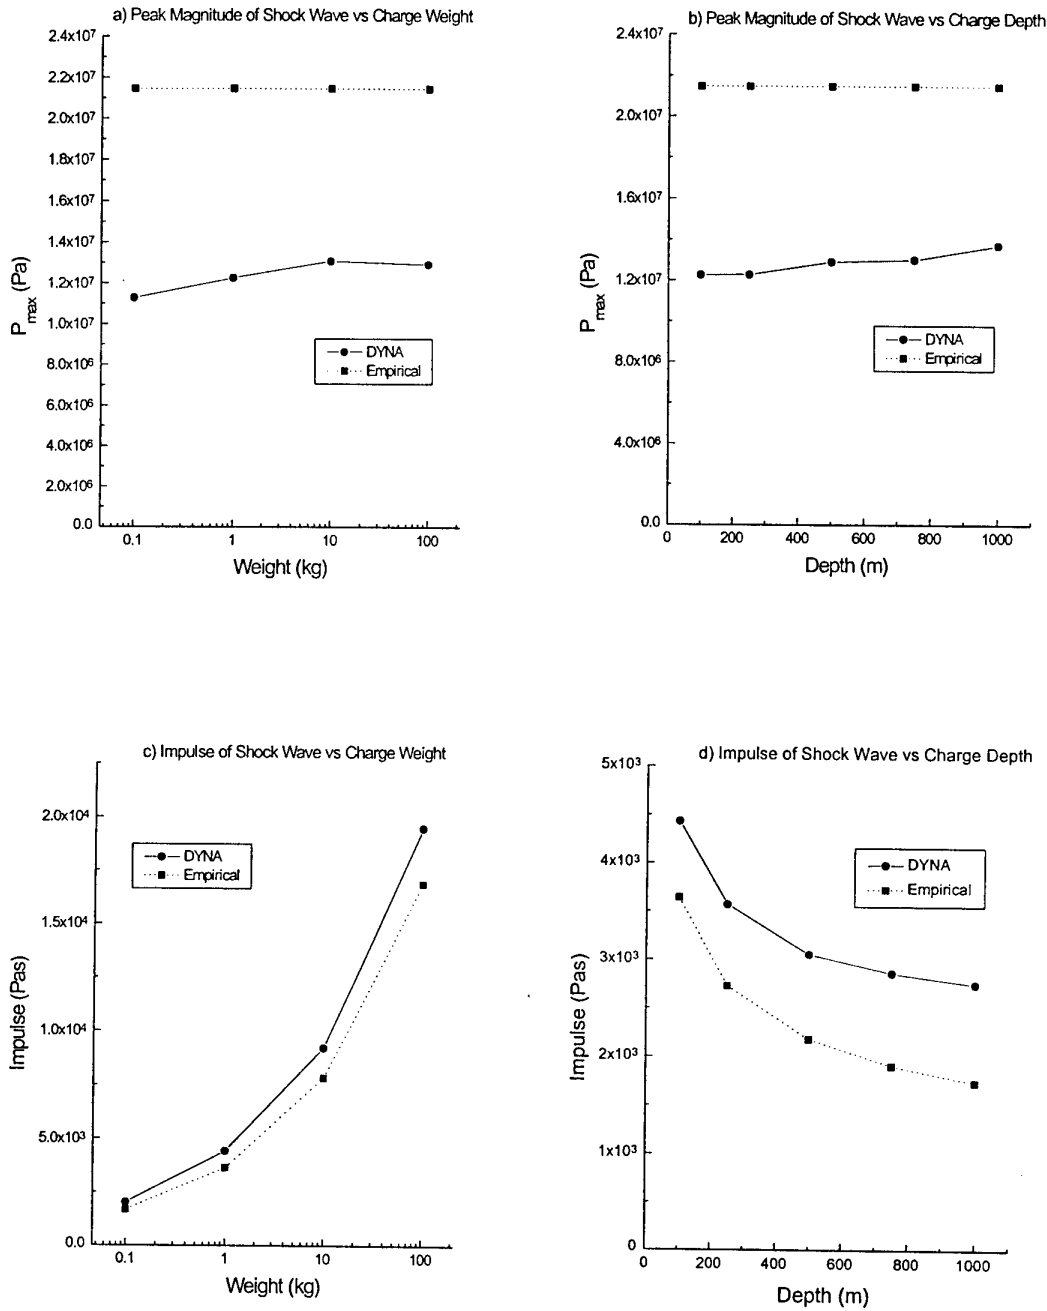 a) Peak Magnitude of Shock Wave vs Charge Weight
2.4x10⁷
2.2x10⁷
2.0x10⁷
1.8x10⁷
1.6x10⁷
1.4x10⁷
1.2x10⁷
1.0x10⁷
8.0x10⁶
6.0x10⁶
4.0x10⁶
2.0x10⁶
0.0
Pmax (Pa)
DYNA
Empirical
0.1 1 10 100
Weight (kg)
b) Peak Magnitude of Shock Wave vs Charge Depth
2.4x10⁷
2.0x10⁷
1.6x10⁷
1.2x10⁷
8.0x10⁶
4.0x10⁶
0.0
Pmax (Pa)
DYNA
Empirical
0 200 400 600 800 1000
Depth (m)
c) Impulse of Shock Wave vs Charge Weight
2.0x10⁴
1.5x10⁴
1.0x10⁴
5.0x10³
0.0
Impulse (Pas)
DYNA
Empirical
0.1 1 10 100
Weight (kg)
d) Impulse of Shock Wave vs Charge Depth
5x10³
4x10³
3x10³
2x10³
1x10³
0
Impulse (Pas)
DYNA
Empirical
0 200 400 600 800 1000
Depth (m)